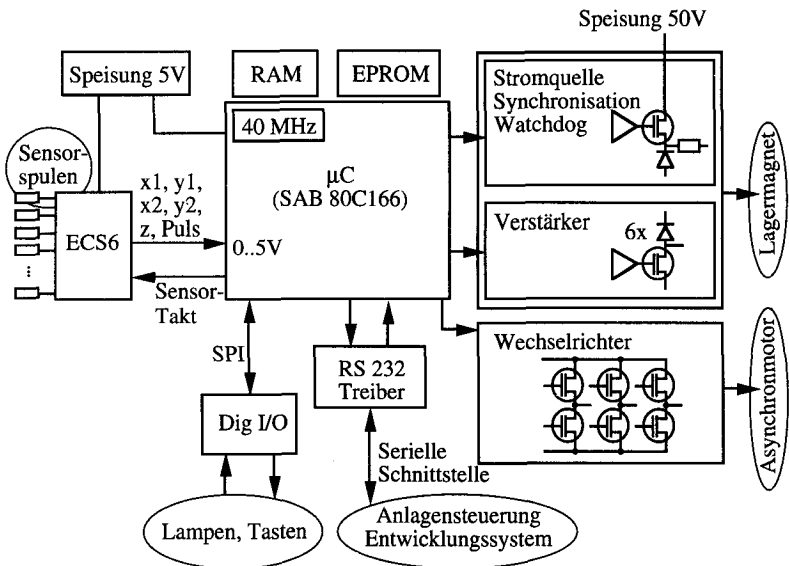 Speisung 50V
Speisung 5V
RAM
EPROM
Stromquelle
Synchronisation
Watchdog
40 MHz
Sensor-
spulen
x1, y1,
x2, y2,
z, Puls
µC
(SAB 80C166)
ECS6
0..5V
Verstärker
6x
Lagermagnet
...
Sensor-
Takt
SPI
RS 232
Treiber
Wechselrichter
Asynchronmotor
Dig I/O
Serielle
Schnittstelle
Lampen, Tasten
Anlagensteuerung
Entwicklungssystem